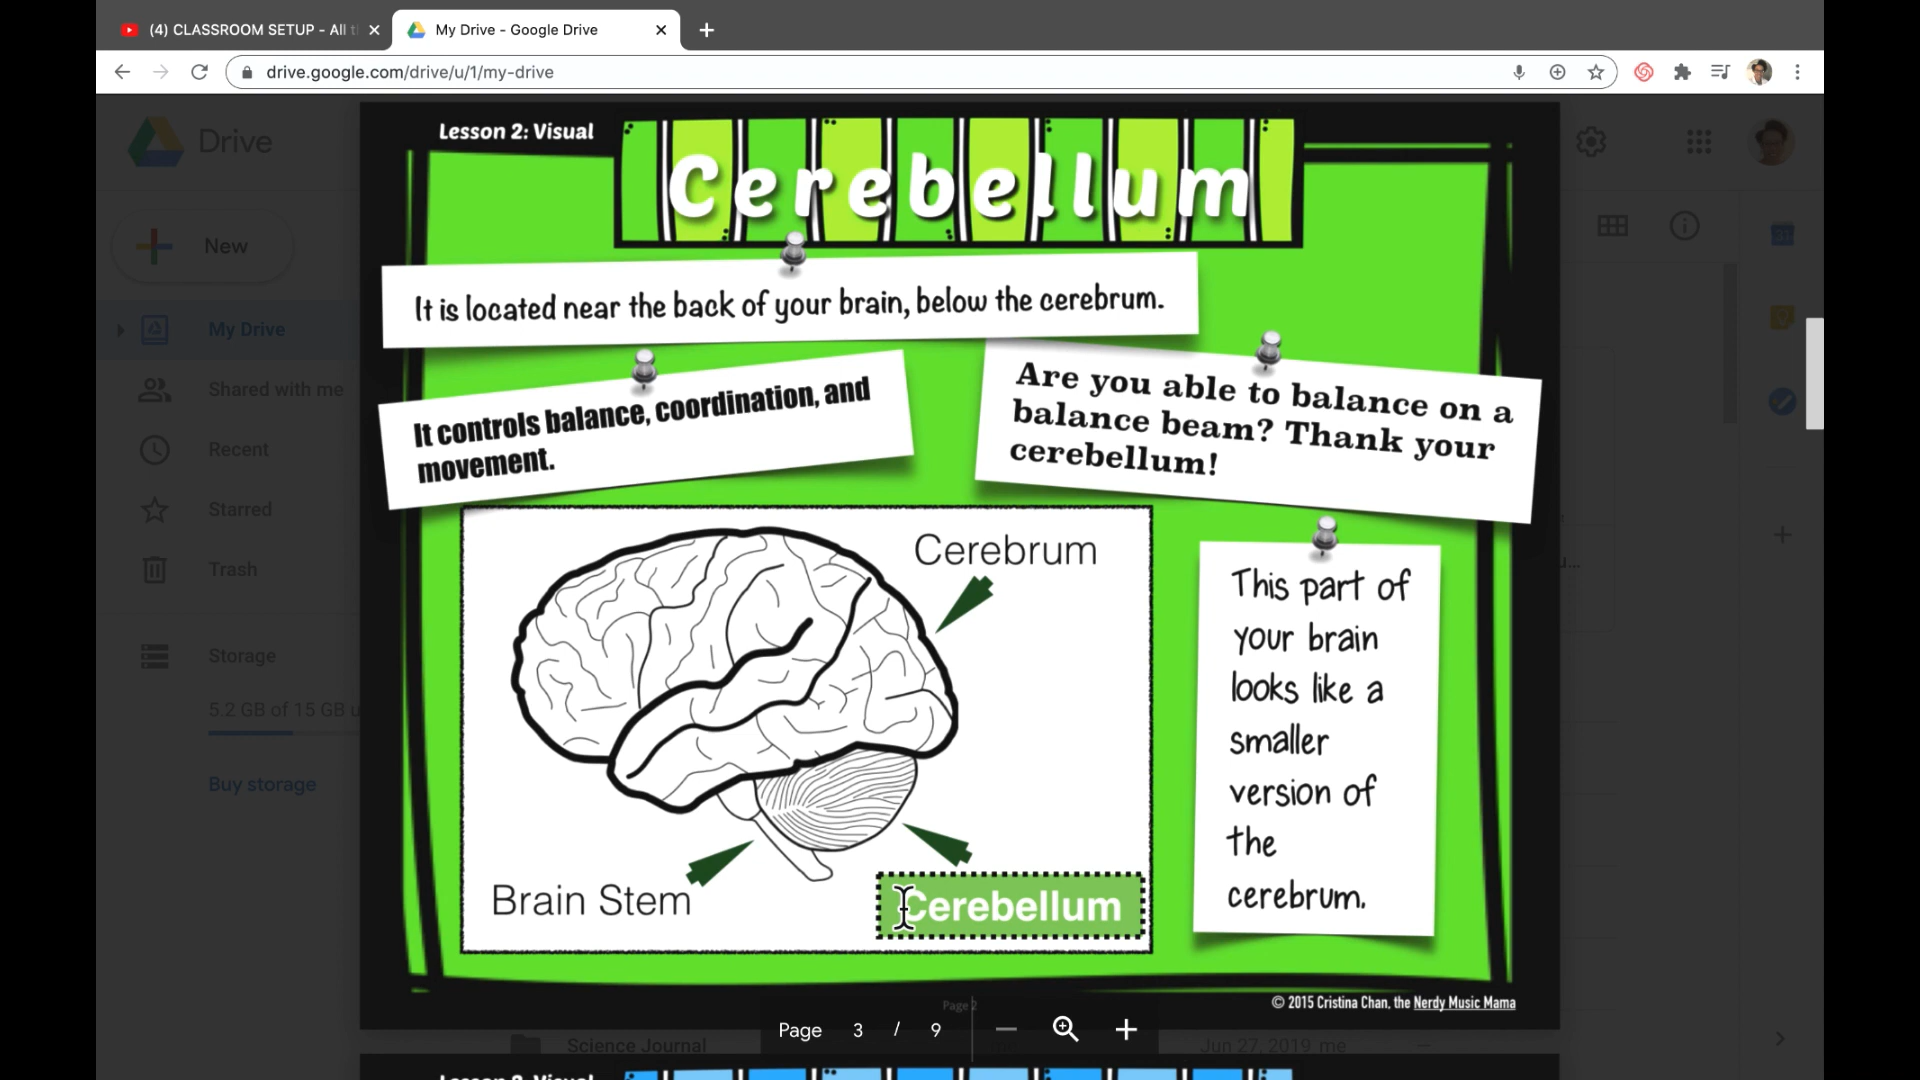 (4) CLASSROOM SETUP - All
My Drive - Google Drive
drive.google.com/drive/u/1/my-drive
Drive
New
My Drive
Shared with me
Recent
Starred
Trash
Storage
5.2 GB of 15 GB u
Buy storage
Lesson 2: Visual
Cerebellum
It is located near the back of your brain, below the cerebrum.
It controls balance, coordination, and
movement.
Are you able to balance on a
balance beam? Thank your
cerebellum!
Cerebrum
Brain Stem
Cerebellum
This part of
your brain
looks like a
smaller
version of
the
cerebrum.
© 2015 Cristina Chan, the Nerdy Music Mama
Page 2
Page 3 / 9
Science Journal
Jun 27, 2019 me